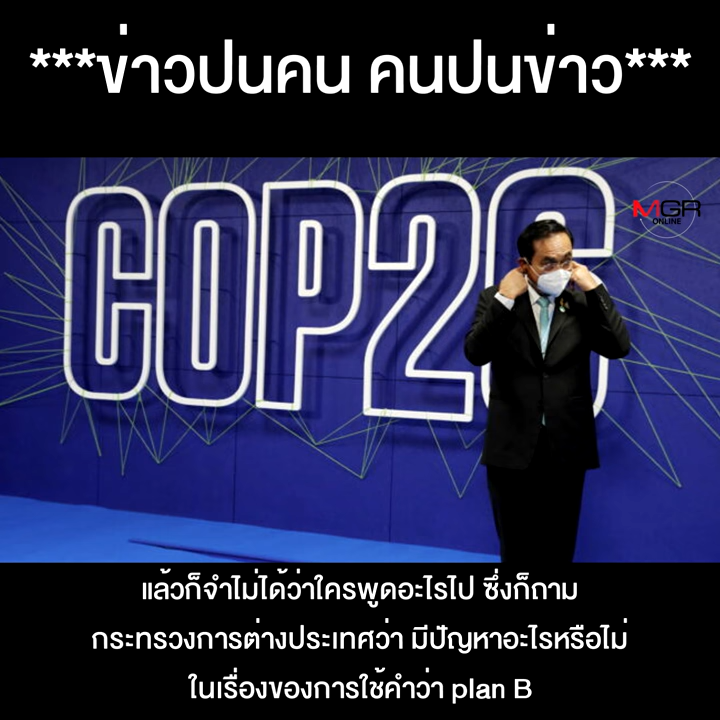 ***ข่าวปนคน คนปนข่าว***
COP26
MGR
ONLINE
แล้วก็จำไม่ได้ว่าใครพูดอะไรไป ซึ่งก็ถาม
กระทรวงการต่างประเทศว่า มีปัญหาอะไรหรือไม่
ในเรื่องของการใช้คำว่า plan B